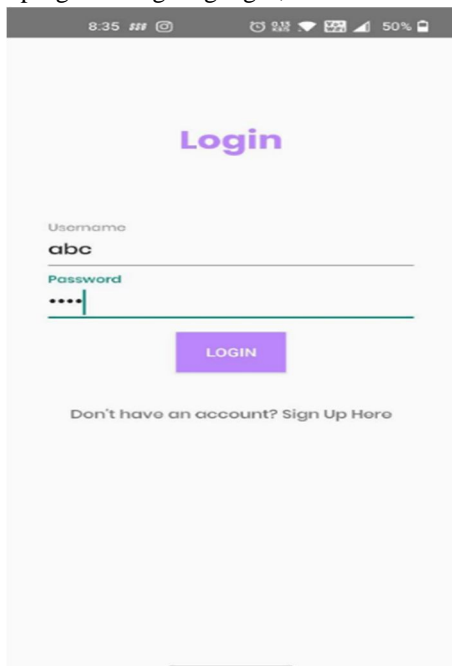 8:35 50%
Login
Username
abc
Password
••••
LOGIN
Don't have an account? Sign Up Here